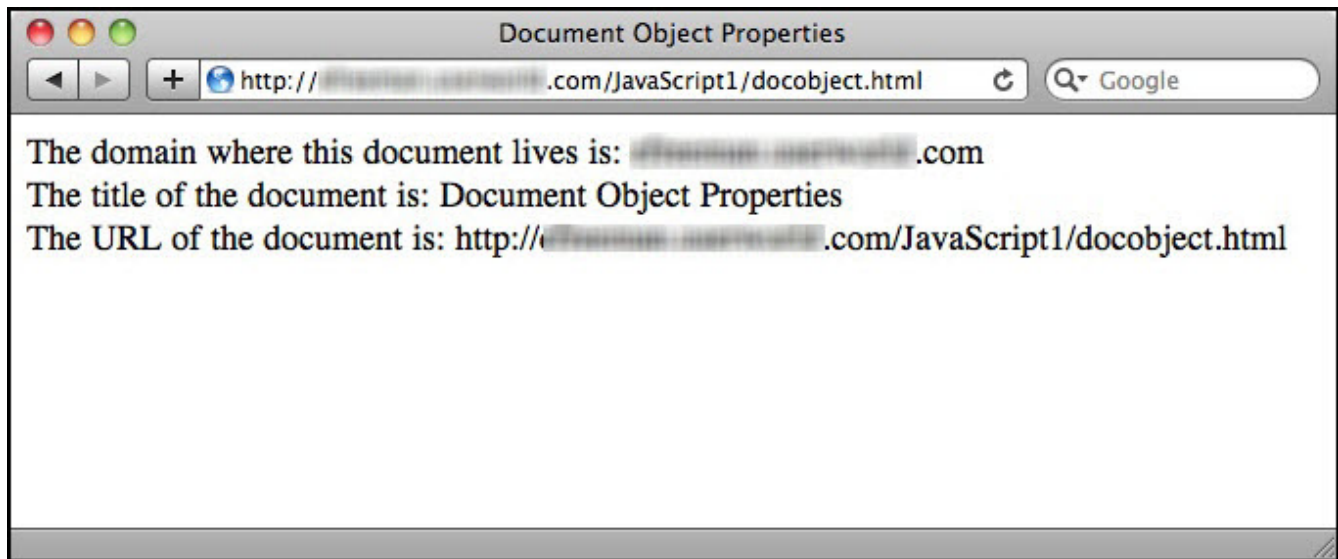 Document Object Properties
http:// .com/JavaScript1/docobject.html
Google
The domain where this document lives is: .com
The title of the document is: Document Object Properties
The URL of the document is: http:// .com/JavaScript1/docobject.html